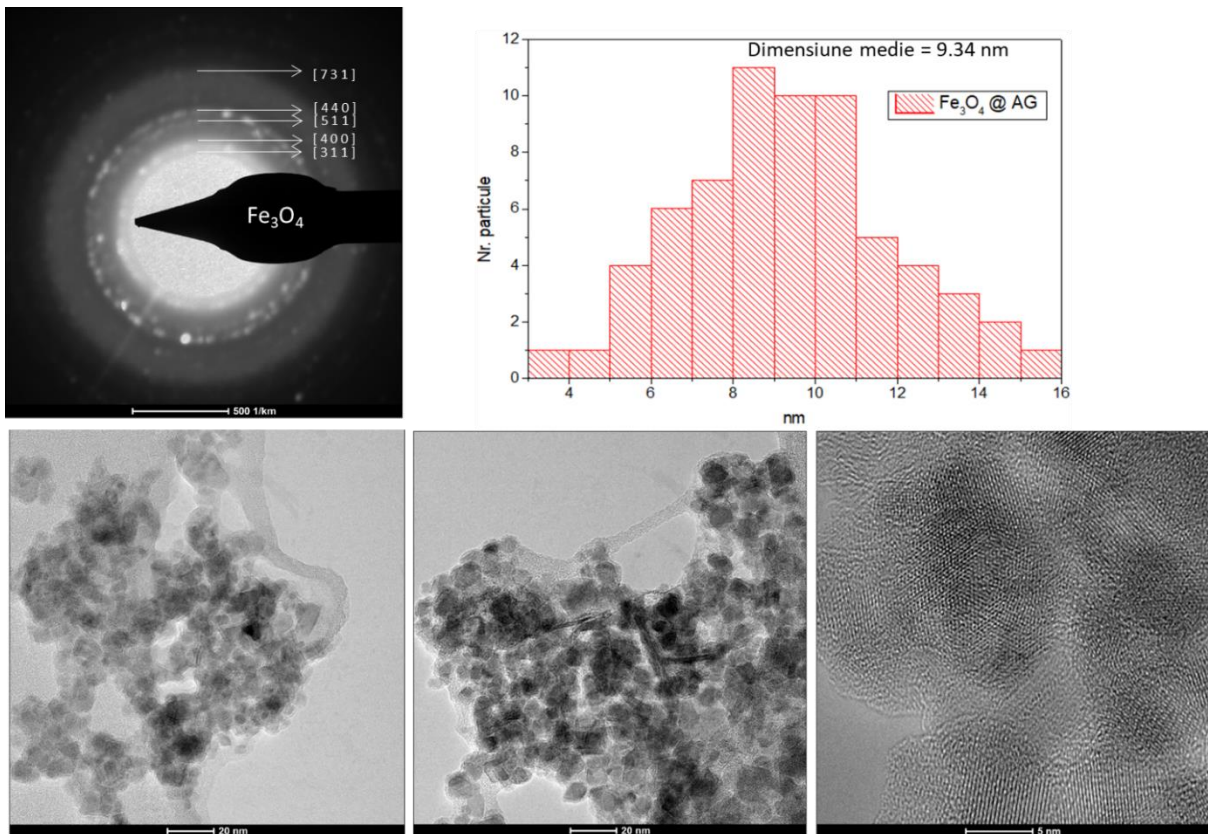 [731]
[440]
[511]
[400]
[311]
Fe₃O₄
500 1/km
Dimensiune medie = 9.34 nm
Fe₃O₄ @ AG
Nr. particule
12
10
8
6
4
2
0
4 6 8 10 12 14 16
nm
20 nm
20 nm
5 nm